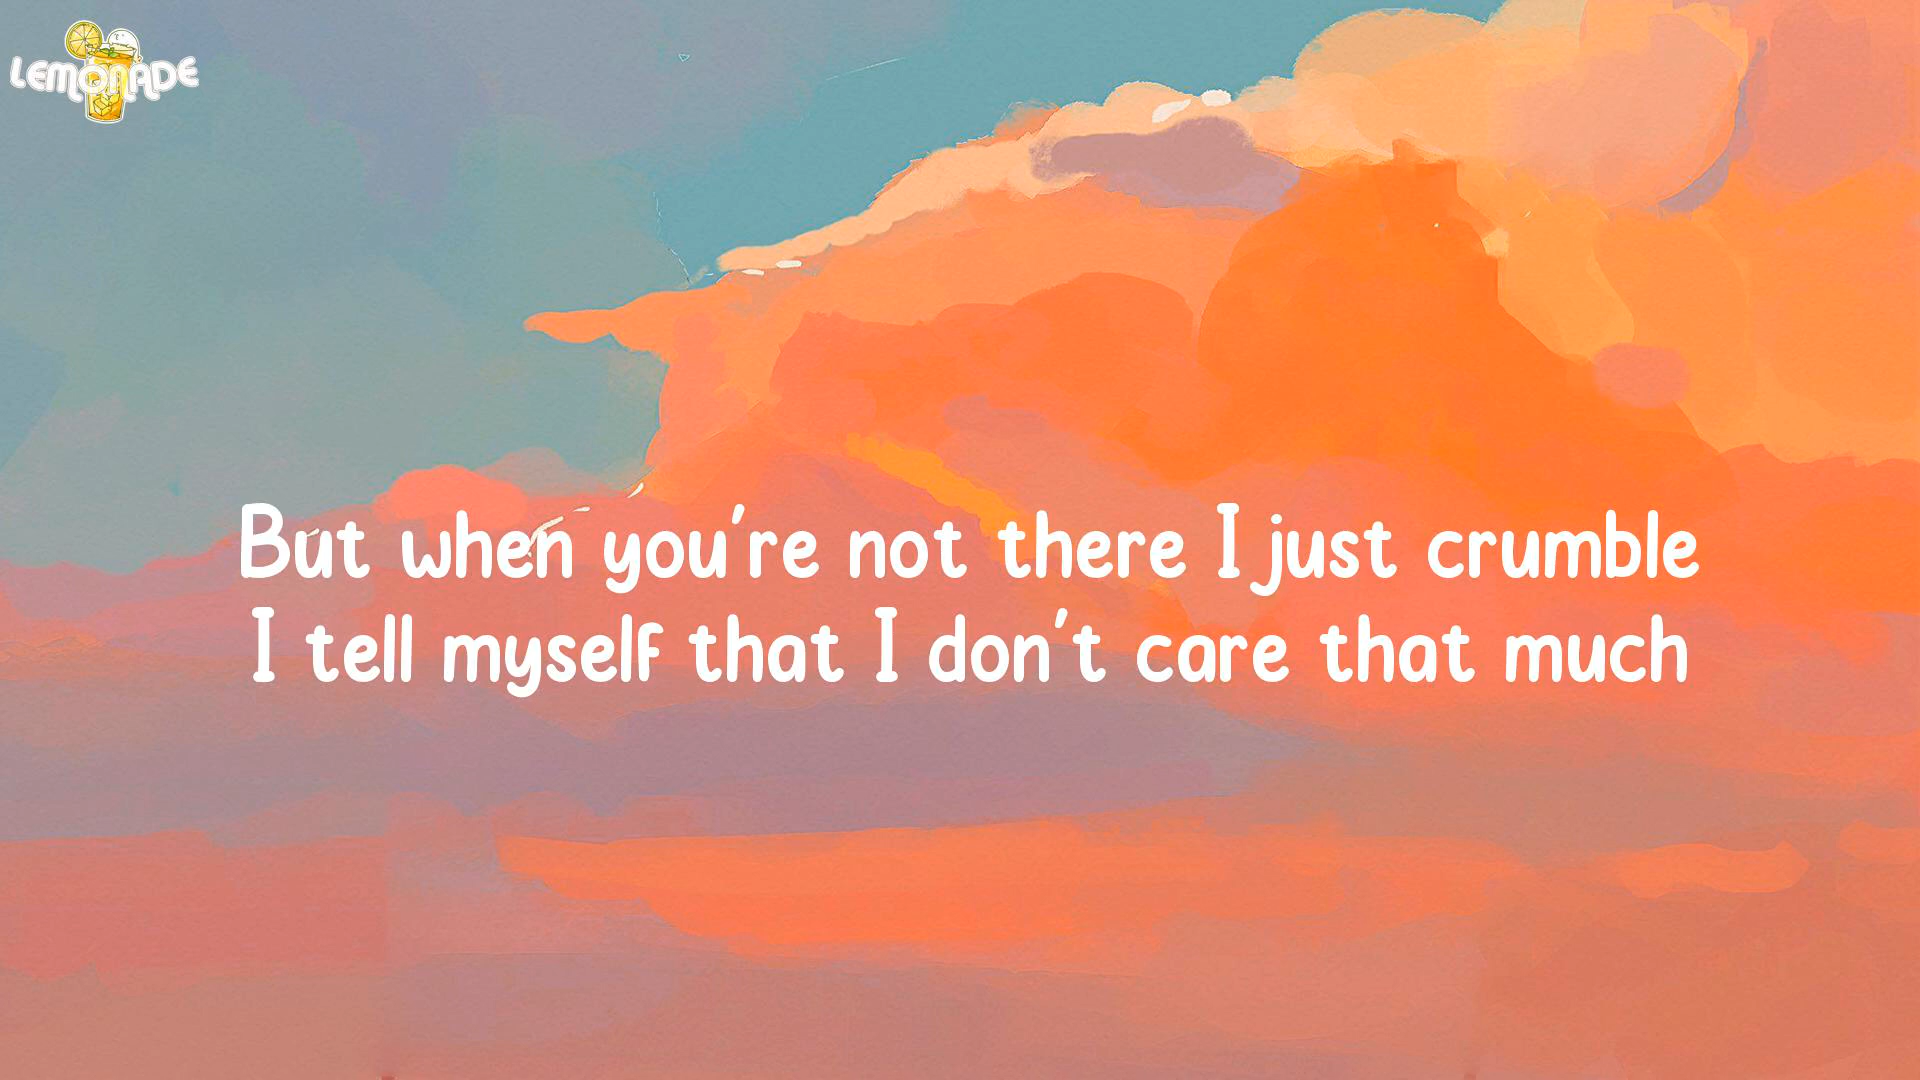 LEMONADE
But when you're not there I just crumble
I tell myself that I don't care that much